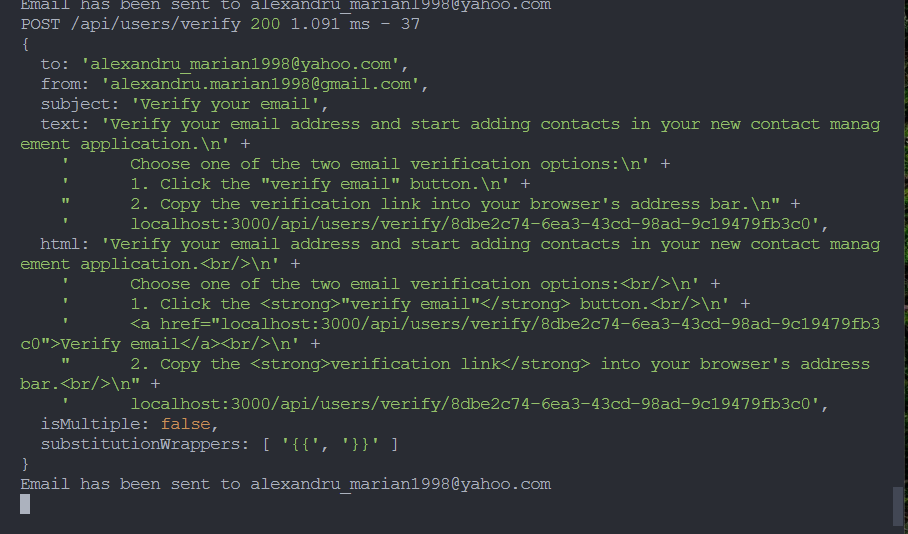 Email has been sent to alexandru_marian1998@yahoo.com
POST /api/users/verify 200 1.091 ms - 37
{
  to: 'alexandru_marian1998@yahoo.com',
  from: 'alexandru.marian1998@gmail.com',
  subject: 'Verify your email',
  text: 'Verify your email address and start adding contacts in your new contact manag
ement application.\n' +
    '      Choose one of the two email verification options:\n' +
    '      1. Click the "verify email" button.\n' +
    "      2. Copy the verification link into your browser's address bar.\n" +
    '      localhost:3000/api/users/verify/8dbe2c74-6ea3-43cd-98ad-9c19479fb3c0',
  html: 'Verify your email address and start adding contacts in your new contact manag
ement application.<br/>\n' +
    '      Choose one of the two email verification options:<br/>\n' +
    '      1. Click the <strong>"verify email"</strong> button.<br/>\n' +
    '      <a href="localhost:3000/api/users/verify/8dbe2c74-6ea3-43cd-98ad-9c19479fb3
c0">Verify email</a><br/>\n' +
    "      2. Copy the <strong>verification link</strong> into your browser's address
bar.<br/>\n" +
    '      localhost:3000/api/users/verify/8dbe2c74-6ea3-43cd-98ad-9c19479fb3c0',
  isMultiple: false,
  substitutionWrappers: [ '{{', '}}' ]
}
Email has been sent to alexandru_marian1998@yahoo.com